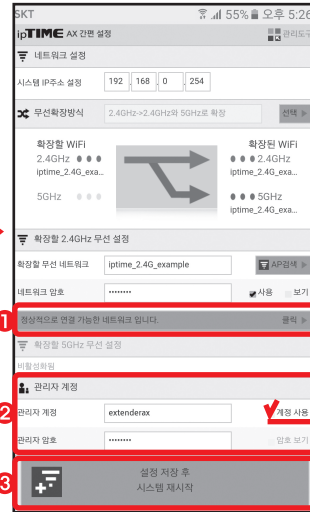 SKT 55% 오후 5:26
ipTIME AX 간편 설정 관리도구
네트워크 설정
시스템 IP주소 설정 192 . 168 . 0 . 254
무선확장방식 2.4GHz->2.4GHz와 5GHz로 확장 선택
확장할 WiFi 확장된 WiFi
2.4GHz 2.4GHz
iptime_2.4G_exa... iptime_2.4G_exa...
5GHz 5GHz
iptime_2.4G_exa...
확장할 2.4GHz 무선 설정
확장할 무선 네트워크 iptime_2.4G_example AP검색
네트워크 암호 ******** 사용 보기
1 정상적으로 연결 가능한 네트워크 입니다. 클릭
확장할 5GHz 무선 설정
비활성화됨
관리자 계정
2 관리자 계정 extenderax 계정 사용
관리자 암호 ******** 암호 보기
3 설정 저장 후
시스템 재시작